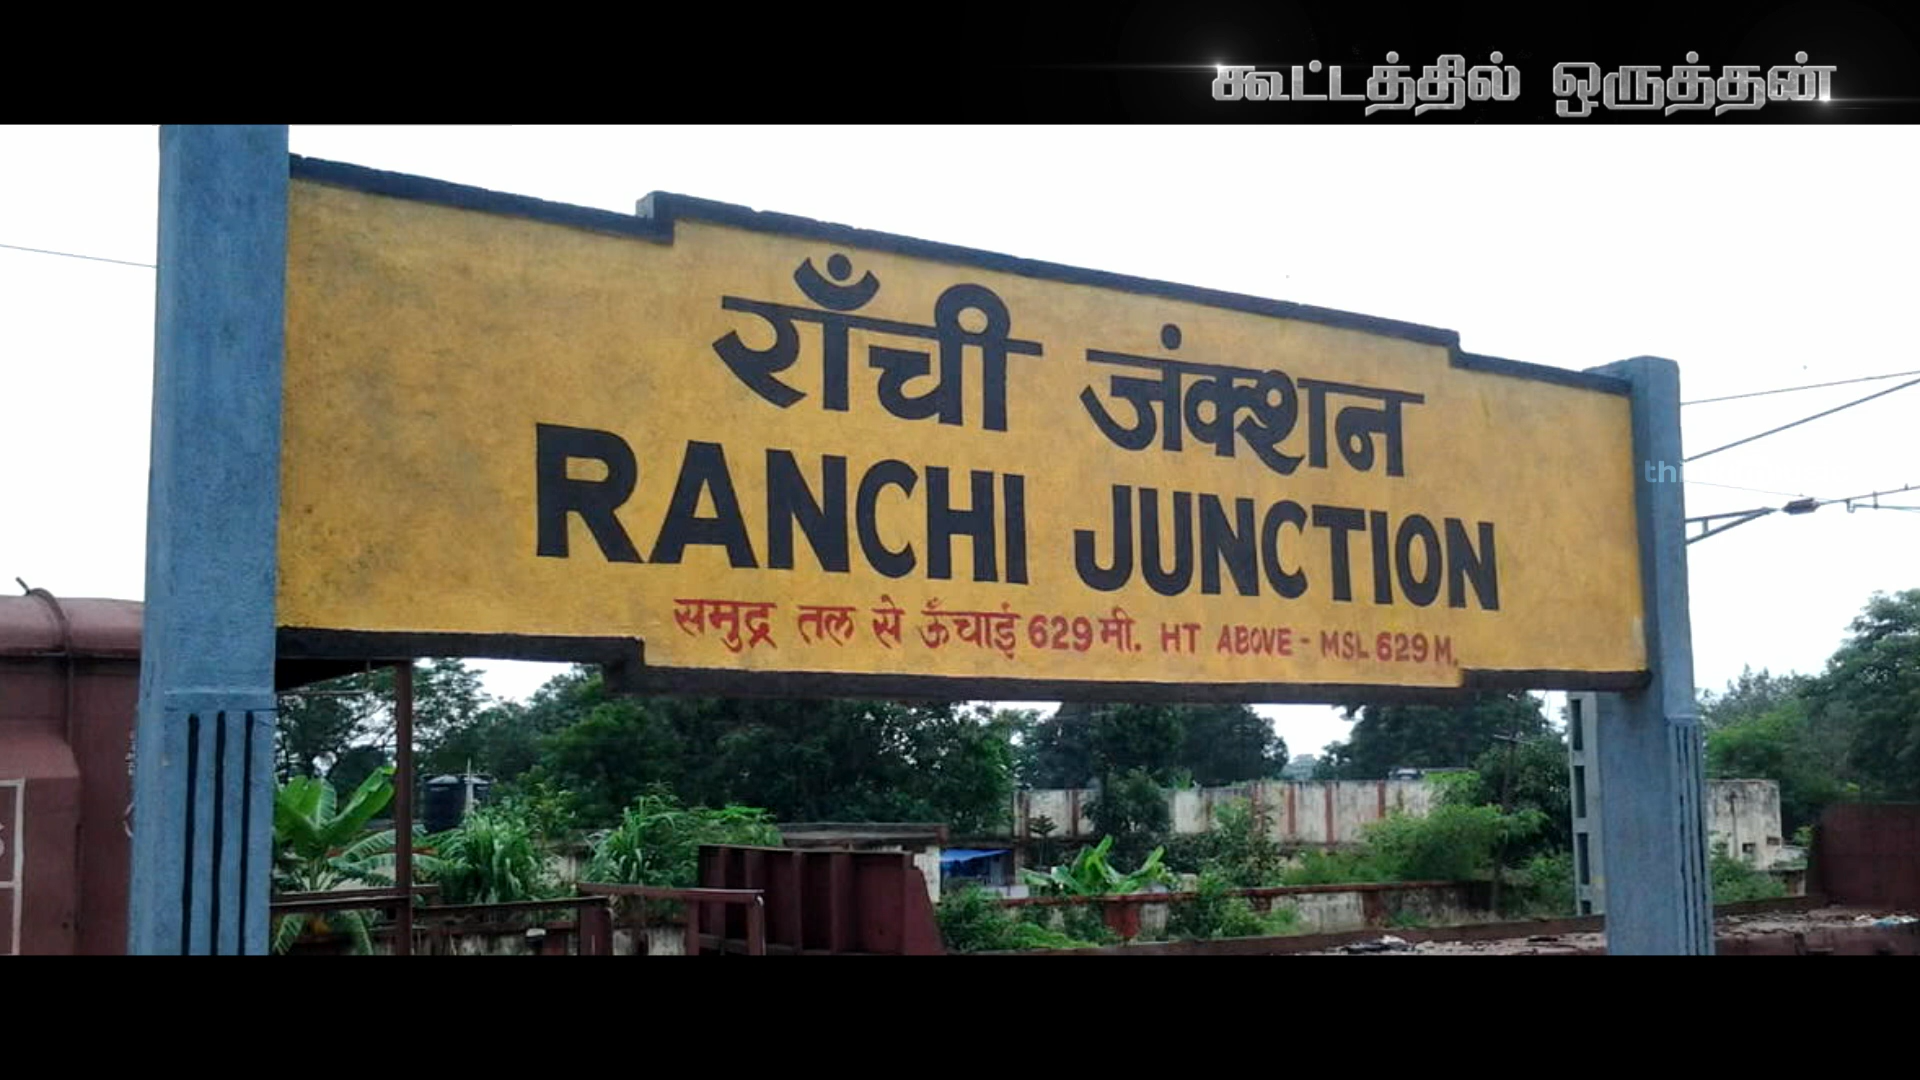 கூட்டத்தில் ஒருத்தன்
राँची जंक्शन
RANCHI JUNCTION
समुद्र तल से ऊँचाई 629 मी. HT ABOVE - MSL 629 M.